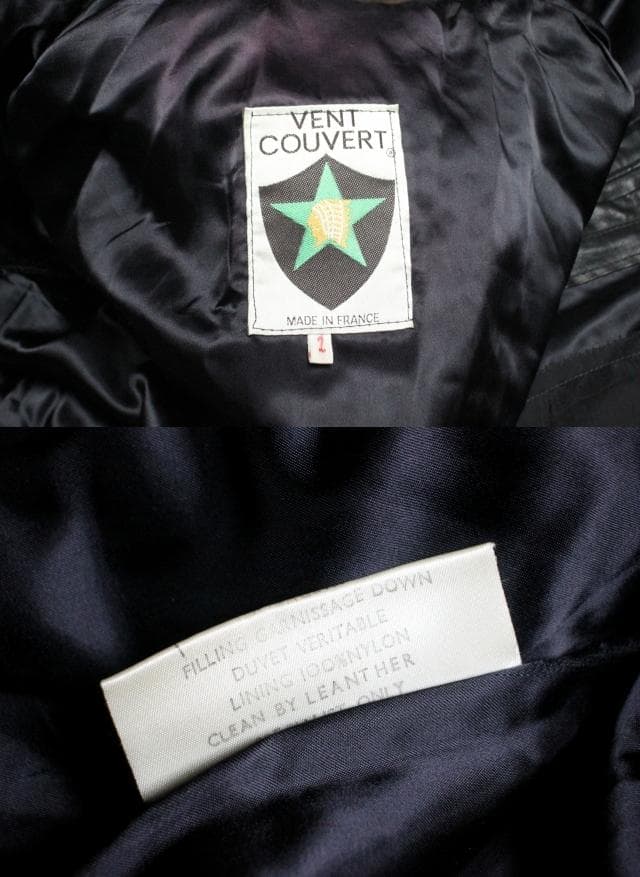 VENT
COUVERT®
MADE IN FRANCE
1
FILLING GARNISSAGE DOWN
DUVET VERITABLE
LINING 100%NYLON
CLEAN BY LEANTHER
ONLY